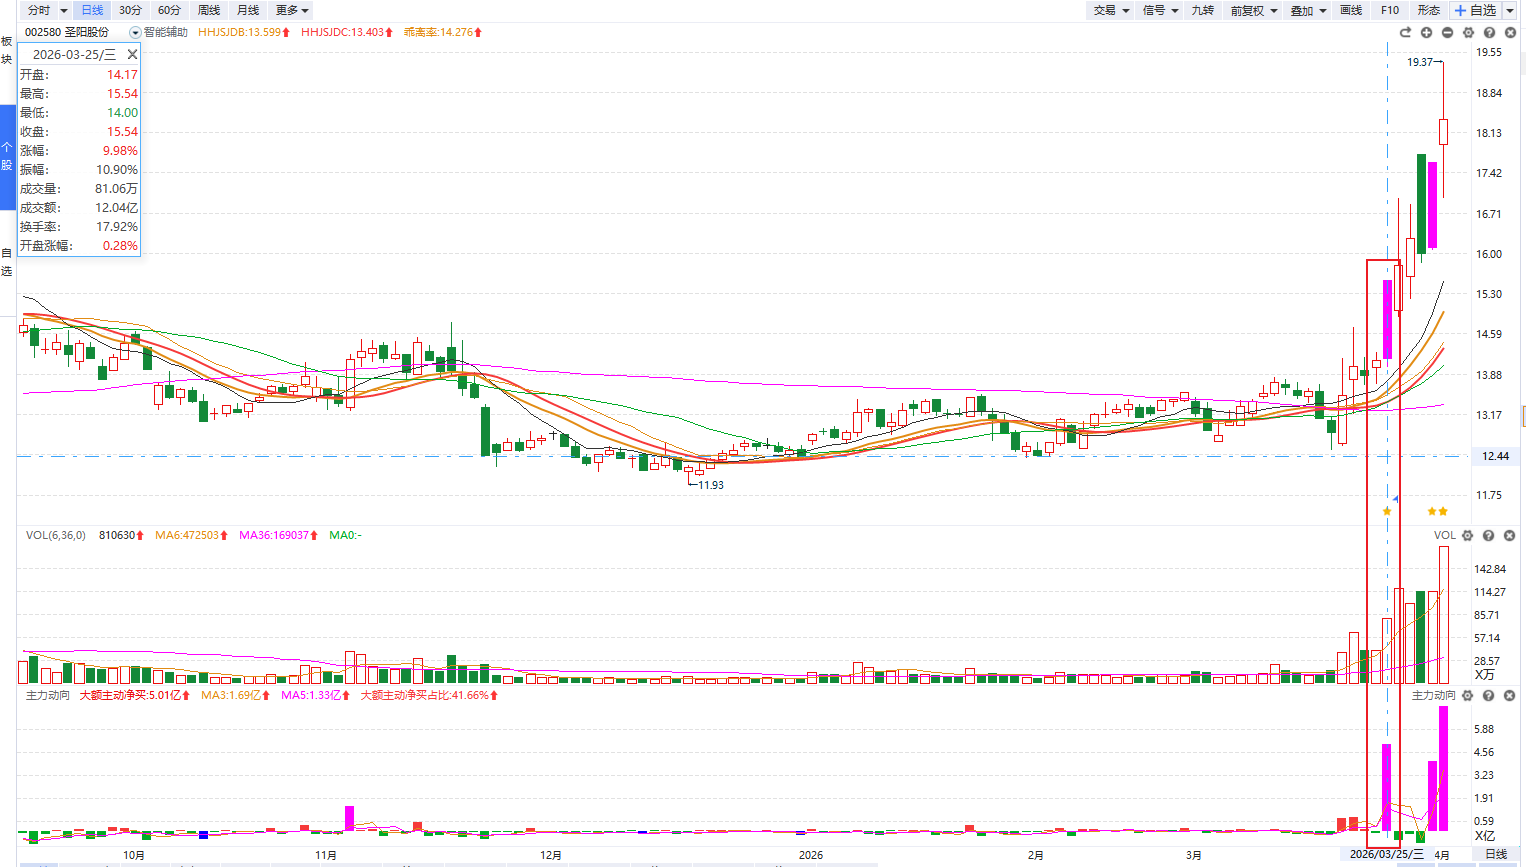 分时 日线 30分 60分 周线 月线 更多 交易 信号 九转 前复权 叠加 画线 F10 形态 自选
板块
个股
自选
002580 圣阳股份 智能辅助 HHJSJDB:13.599 HHJSJDC:13.403 乖离率:14.276
2026-03-25/三
开盘: 14.17
最高: 15.54
最低: 14.00
收盘: 15.54
涨幅: 9.98%
振幅: 10.90%
成交量: 81.06万
成交额: 12.04亿
换手率: 17.92%
开盘涨幅: 0.28%
19.37
11.93
19.55
18.84
18.13
17.42
16.71
16.00
15.30
14.59
13.88
13.17
12.44
11.75
VOL(6,36,0) 810630 MA6:472503 MA36:169037 MA0:- VOL
142.84
114.27
85.71
57.14
28.57
X万
主力动向 大额主动净买:5.01亿 MA3:1.69亿 MA5:1.33亿 大额主动净买占比:41.66% 主力动向
5.88
4.56
3.23
1.91
0.59
X亿
10月 11月 12月 2026 2月 3月 2026/03/25/三 4月 日线